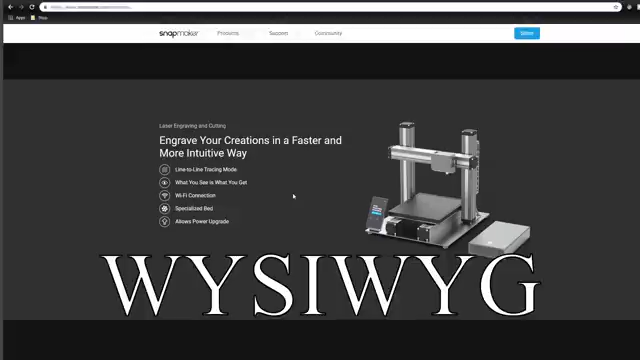 Apps
snapmaker
Products Support Community
Store
Laser Engraving and Cutting
Engrave Your Creations in a Faster and
More Intuitive Way
Line-to-Line Tracing Mode
What You See is What You Get
Wi-Fi Connection
Specialized Bed
Allows Power Upgrade
WYSIWYG